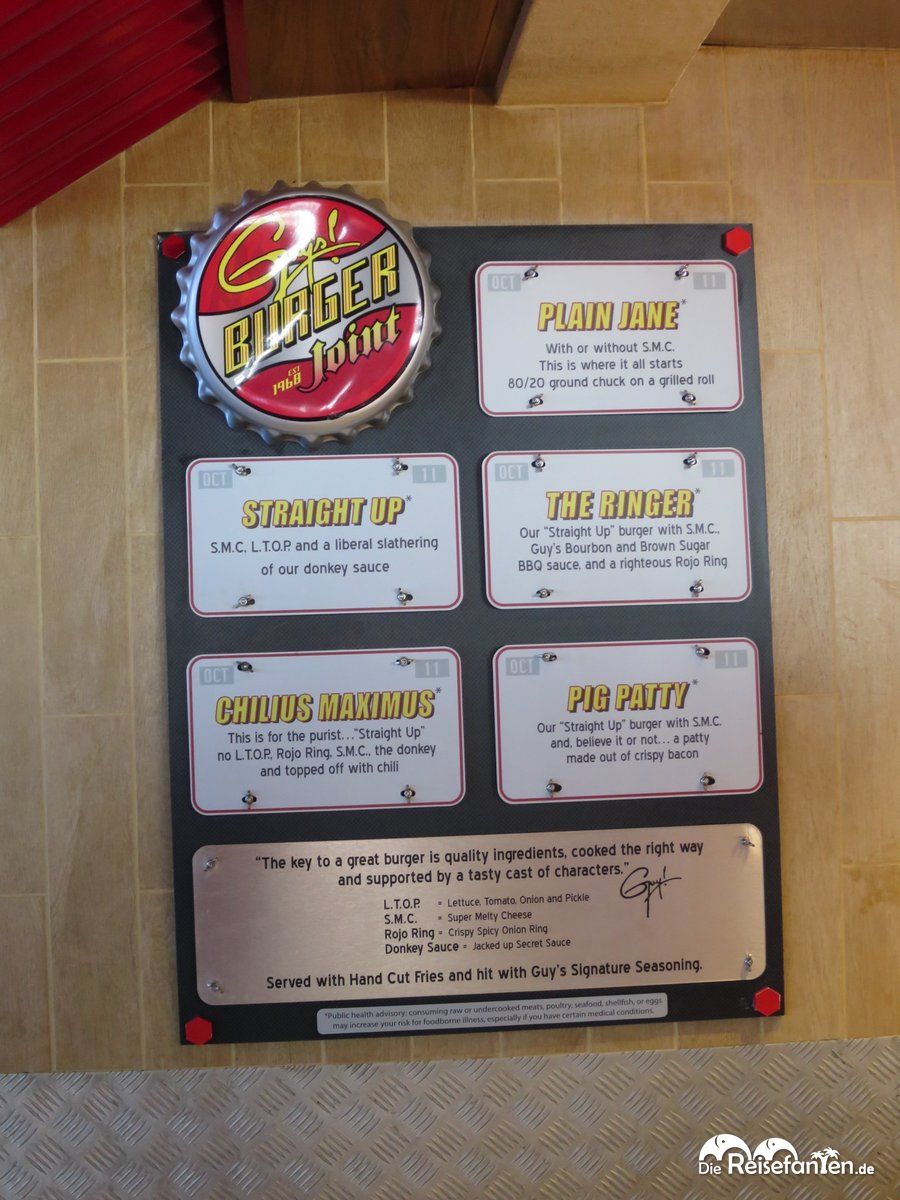 Guys!
BURGER
Joint
EST
1968
OCT 11
PLAIN JANE*
With or without S.M.C.
This is where it all starts
80/20 ground chuck on a grilled roll
OCT 11
STRAIGHT UP*
S.M.C, L.T.O.P. and a liberal slathering
of our donkey sauce
OCT 11
THE RINGER*
Our "Straight Up" burger with S.M.C.,
Guy's Bourbon and Brown Sugar
BBQ sauce, and a righteous Rojo Ring
OCT 11
CHILIUS MAXIMUS*
This is for the purist..."Straight Up"
no L.T.O.P., Rojo Ring, S.M.C., the donkey
and topped off with chili
OCT 11
PIG PATTY*
Our "Straight Up" burger with S.M.C.
and, believe it or not... a patty
made out of crispy bacon
"The key to a great burger is quality ingredients, cooked the right way
and supported by a tasty cast of characters."
Guy!
L.T.O.P. = Lettuce, Tomato, Onion and Pickle
S.M.C. = Super Melty Cheese
Rojo Ring = Crispy Spicy Onion Ring
Donkey Sauce = Jacked up Secret Sauce
Served with Hand Cut Fries and hit with Guy's Signature Seasoning.
*Public health advisory: consuming raw or undercooked meats, poultry, seafood, shellfish, or eggs
may increase your risk for foodborne illness, especially if you have certain medical conditions.
Die Reisefanten.de